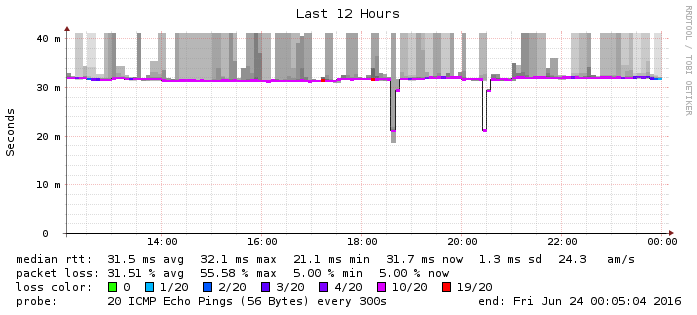 Last 12 Hours
RRDTOOL / TOBI OETIKER
Seconds
40 m
30 m
20 m
10 m
0
14:00 16:00 18:00 20:00 22:00 00:00
median rtt: 31.5 ms avg 32.1 ms max 21.1 ms min 31.7 ms now 1.3 ms sd 24.3 am/s
packet loss: 31.51 % avg 55.58 % max 5.00 % min 5.00 % now
loss color: 0 1/20 2/20 3/20 4/20 10/20 19/20
probe: 20 ICMP Echo Pings (56 Bytes) every 300s end: Fri Jun 24 00:05:04 2016